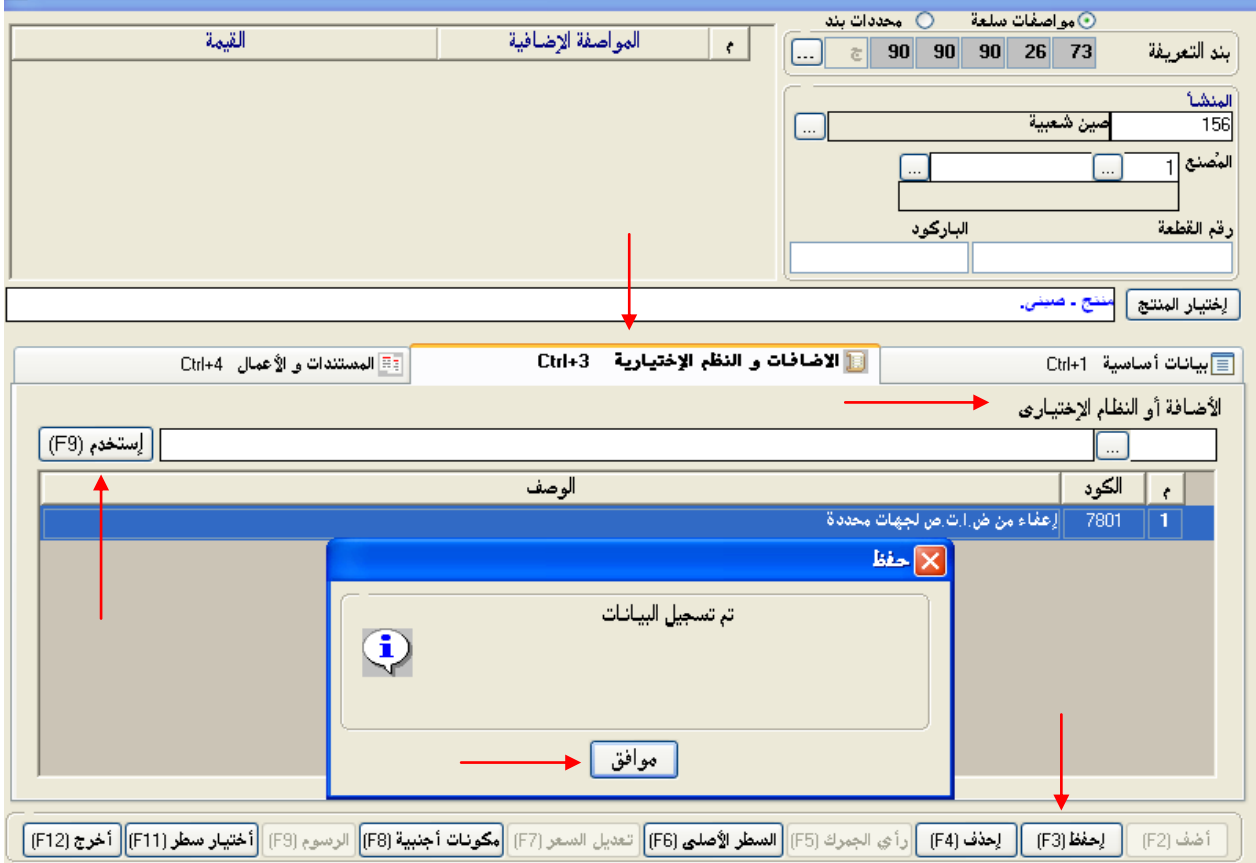 مواصفات سلعة محددات بند
بند التعريفة 73 26 90 90 90 ج ...
م المواصفة الإضافية القيمة
المنشأ
156 صين شعبية ...
المُصنع 1 ... ...
رقم القطعة الباركود
إختيار المنتج منتج - صينى.
بيانات أساسية Ctrl+1 الاضافات و النظم الإختيارية Ctrl+3 المستندات و الأعمال Ctrl+4
الأضافة أو النظام الإختيارى
... إستخدم (F9)
م الكود الوصف
1 7801 إعفاء من ض.ا.ت.ص لجهات محددة
حفظ
تم تسجيل البيانات
موافق
أضف (F2) إحفظ (F3) إحذف (F4) رأي الجمرك (F5) السطر الأصلى (F6) تعديل السعر (F7) مكونات أجنبية (F8) الرسوم (F9) أختيار سطر (F11) أخرج (F12)